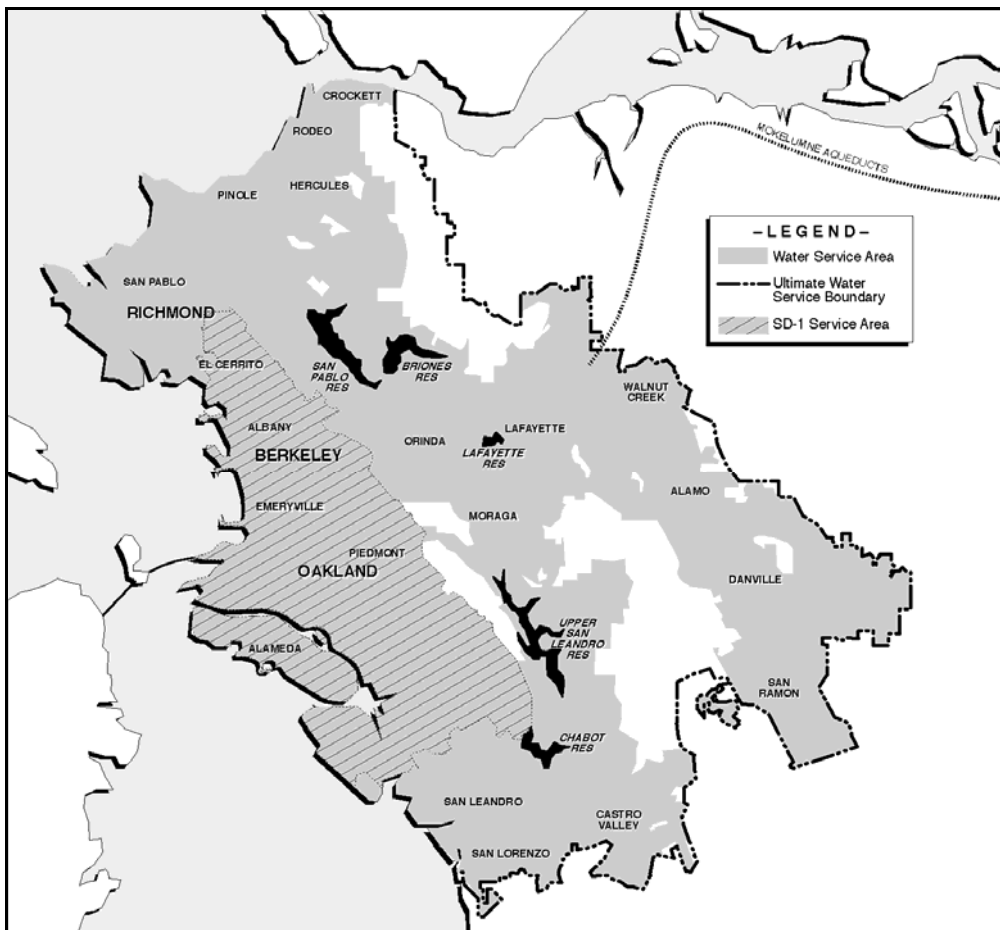 CROCKETT
RODEO
MOKELUMNE AQUEDUCTS
HERCULES
PINOLE
–LEGEND–
Water Service Area
Ultimate Water
Service Boundary
SD-1 Service Area
SAN PABLO
RICHMOND
EL CERRITO
SAN
PABLO
RES
BRIONES
RES
WALNUT
CREEK
ALBANY
BERKELEY
ORINDA
LAFAYETTE
LAFAYETTE
RES
ALAMO
EMERYVILLE
MORAGA
PIEDMONT
OAKLAND
DANVILLE
UPPER
SAN
LEANDRO
RES
ALAMEDA
SAN
RAMON
CHABOT
RES
SAN LEANDRO
CASTRO
VALLEY
SAN LORENZO